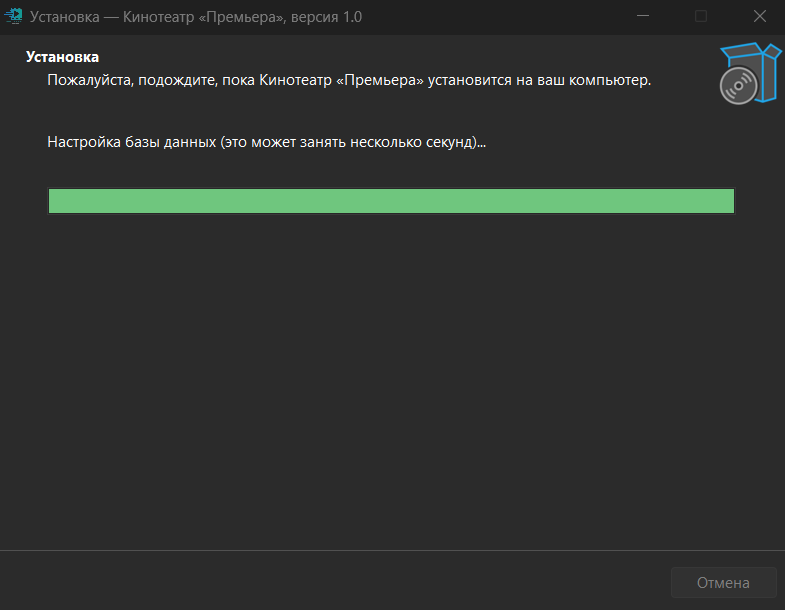 Установка — Кинотеатр «Премьера», версия 1.0
Установка
Пожалуйста, подождите, пока Кинотеатр «Премьера» установится на ваш компьютер.
Настройка базы данных (это может занять несколько секунд)...
Отмена